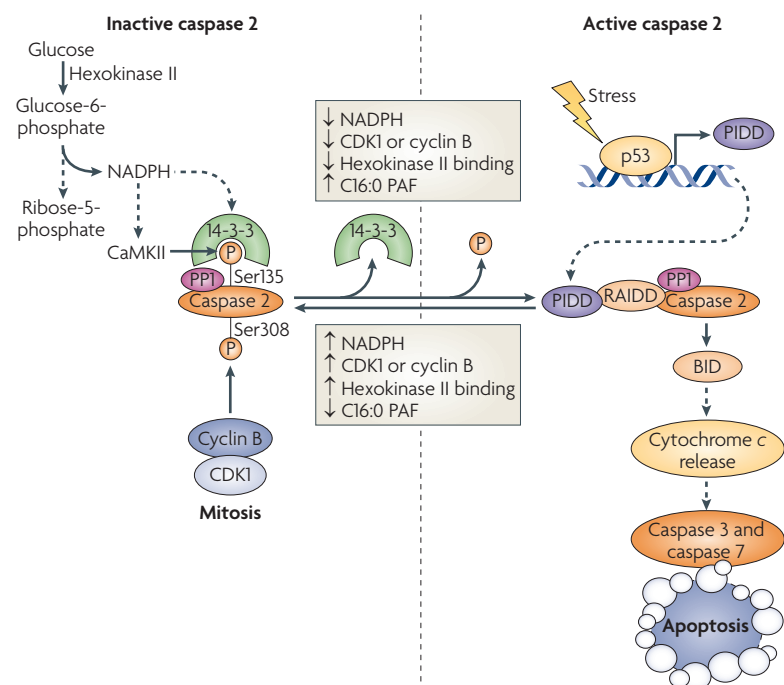 Inactive caspase 2
Active caspase 2
Glucose
Hexokinase II
Glucose-6-
phosphate
NADPH
Ribose-5-
phosphate
CaMKII
14-3-3
P
Ser135
PP1
Caspase 2
Ser308
P
Cyclin B
CDK1
Mitosis
↓ NADPH
↓ CDK1 or cyclin B
↓ Hexokinase II binding
↑ C16:0 PAF
14-3-3
P
↑ NADPH
↑ CDK1 or cyclin B
↑ Hexokinase II binding
↓ C16:0 PAF
Stress
p53
PIDD
PIDD
RAIDD
PP1
Caspase 2
BID
Cytochrome c
release
Caspase 3 and
caspase 7
Apoptosis